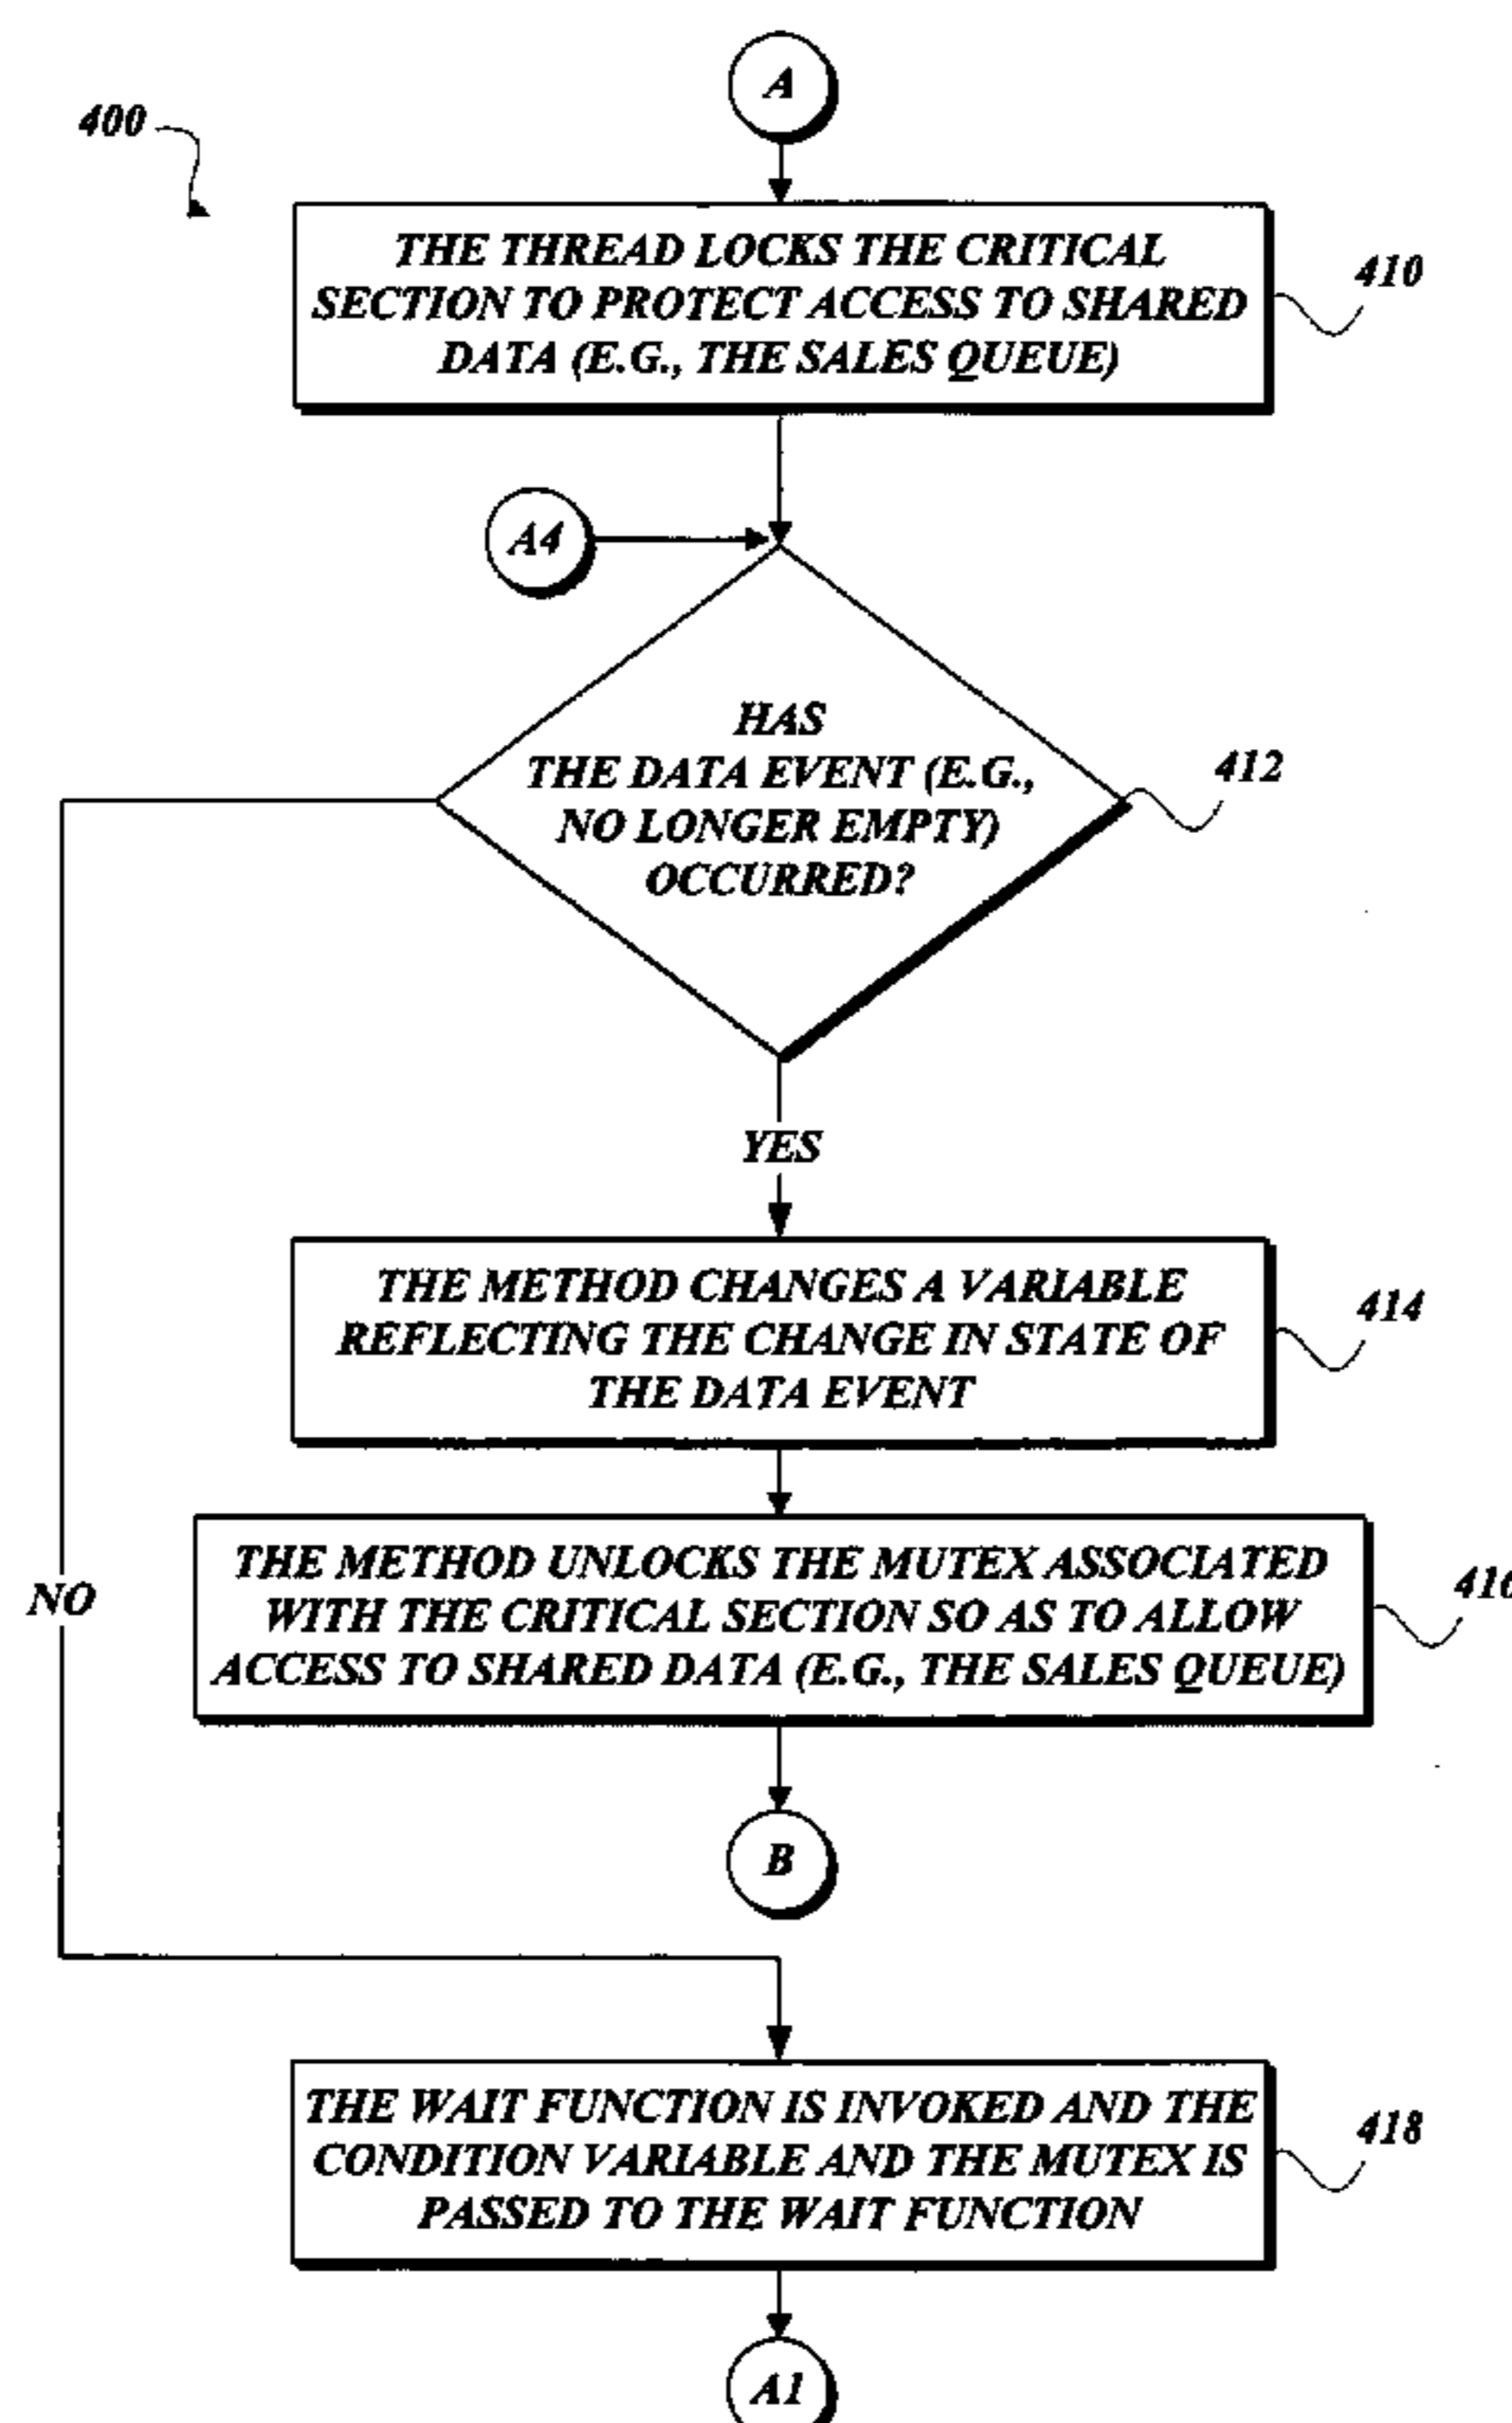 A
400
THE THREAD LOCKS THE CRITICAL
SECTION TO PROTECT ACCESS TO SHARED
DATA (E.G., THE SALES QUEUE)
410
A4
HAS
THE DATA EVENT (E.G.,
NO LONGER EMPTY)
OCCURRED?
412
YES
THE METHOD CHANGES A VARIABLE
REFLECTING THE CHANGE IN STATE OF
THE DATA EVENT
414
THE METHOD UNLOCKS THE MUTEX ASSOCIATED
WITH THE CRITICAL SECTION SO AS TO ALLOW
ACCESS TO SHARED DATA (E.G., THE SALES QUEUE)
416
NO
B
THE WAIT FUNCTION IS INVOKED AND THE
CONDITION VARIABLE AND THE MUTEX IS
PASSED TO THE WAIT FUNCTION
418
A1